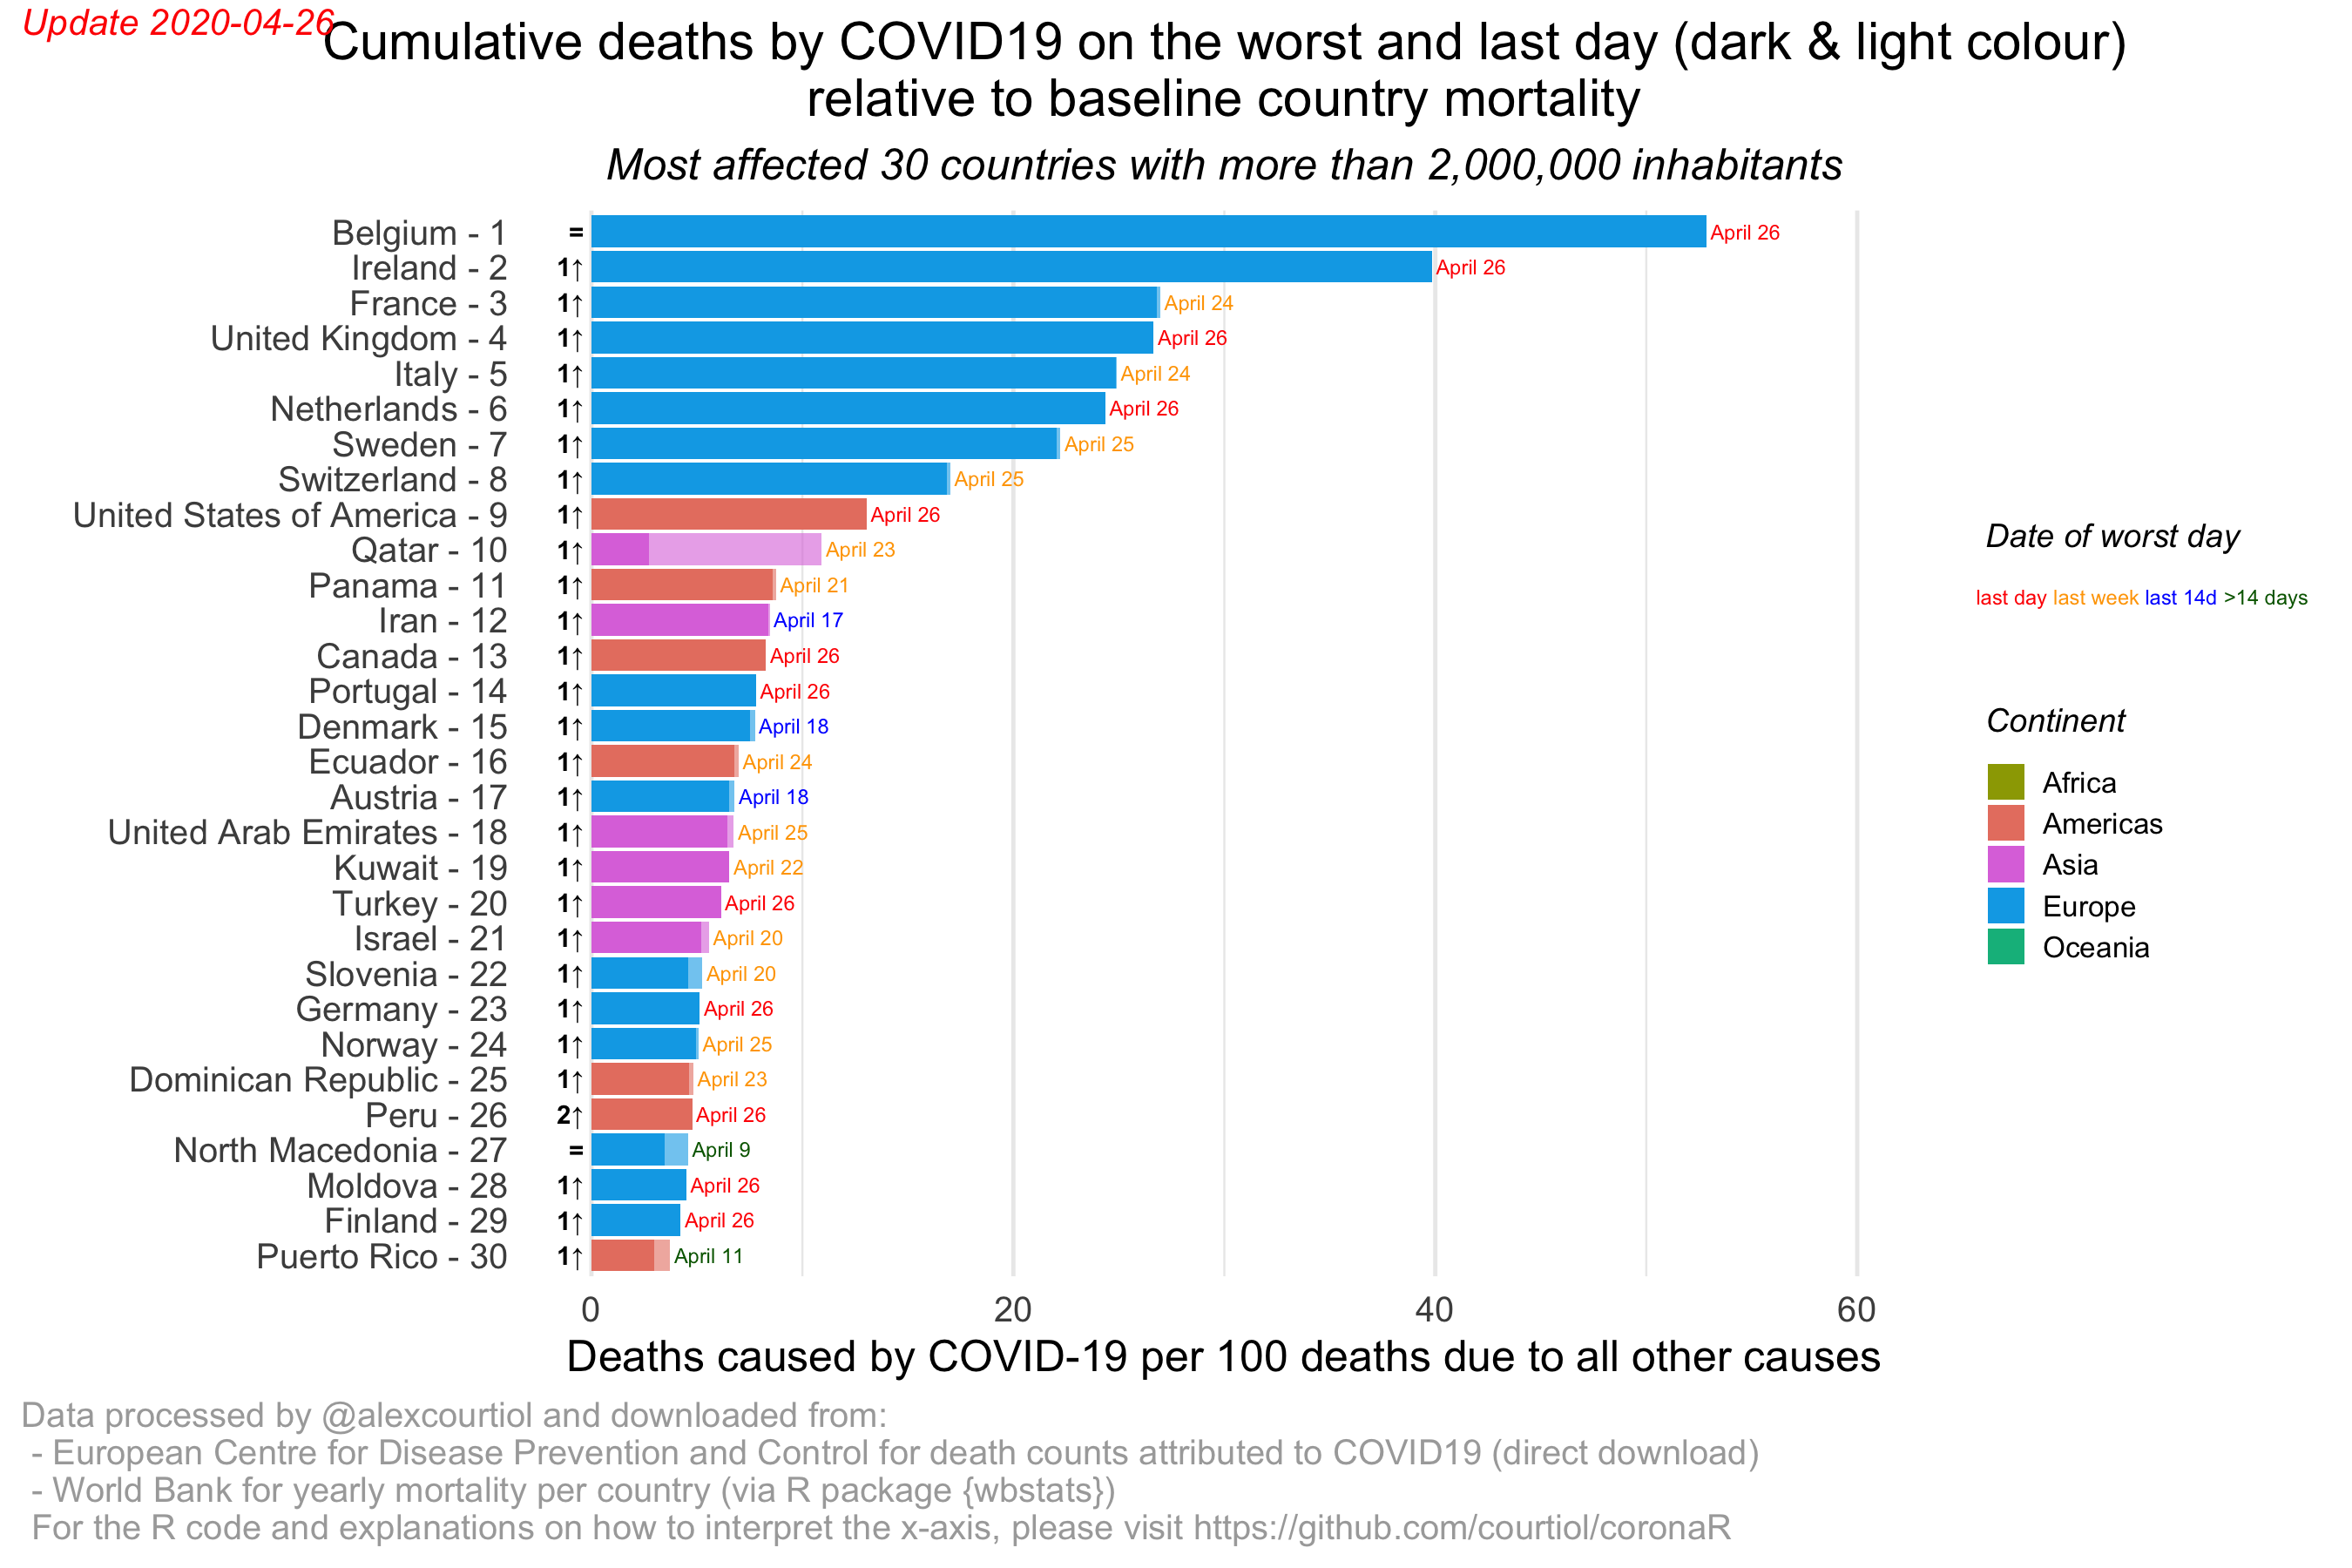 Update 2020-04-26
Cumulative deaths by COVID19 on the worst and last day (dark & light colour)
relative to baseline country mortality
Most affected 30 countries with more than 2,000,000 inhabitants
Belgium - 1 = April 26
Ireland - 2 1↑ April 26
France - 3 1↑ April 24
United Kingdom - 4 1↑ April 26
Italy - 5 1↑ April 24
Netherlands - 6 1↑ April 26
Sweden - 7 1↑ April 25
Switzerland - 8 1↑ April 25
United States of America - 9 1↑ April 26
Qatar - 10 1↑ April 23
Panama - 11 1↑ April 21
Iran - 12 1↑ April 17
Canada - 13 1↑ April 26
Portugal - 14 1↑ April 26
Denmark - 15 1↑ April 18
Ecuador - 16 1↑ April 24
Austria - 17 1↑ April 18
United Arab Emirates - 18 1↑ April 25
Kuwait - 19 1↑ April 22
Turkey - 20 1↑ April 26
Israel - 21 1↑ April 20
Slovenia - 22 1↑ April 20
Germany - 23 1↑ April 26
Norway - 24 1↑ April 25
Dominican Republic - 25 1↑ April 23
Peru - 26 2↑ April 26
North Macedonia - 27 = April 9
Moldova - 28 1↑ April 26
Finland - 29 1↑ April 26
Puerto Rico - 30 1↑ April 11
0 20 40 60
Deaths caused by COVID-19 per 100 deaths due to all other causes
Date of worst day
last day last week last 14d >14 days
Continent
Africa
Americas
Asia
Europe
Oceania
Data processed by @alexcourtiol and downloaded from:
- European Centre for Disease Prevention and Control for death counts attributed to COVID19 (direct download)
- World Bank for yearly mortality per country (via R package {wbstats})
For the R code and explanations on how to interpret the x-axis, please visit https://github.com/courtiol/coronaR